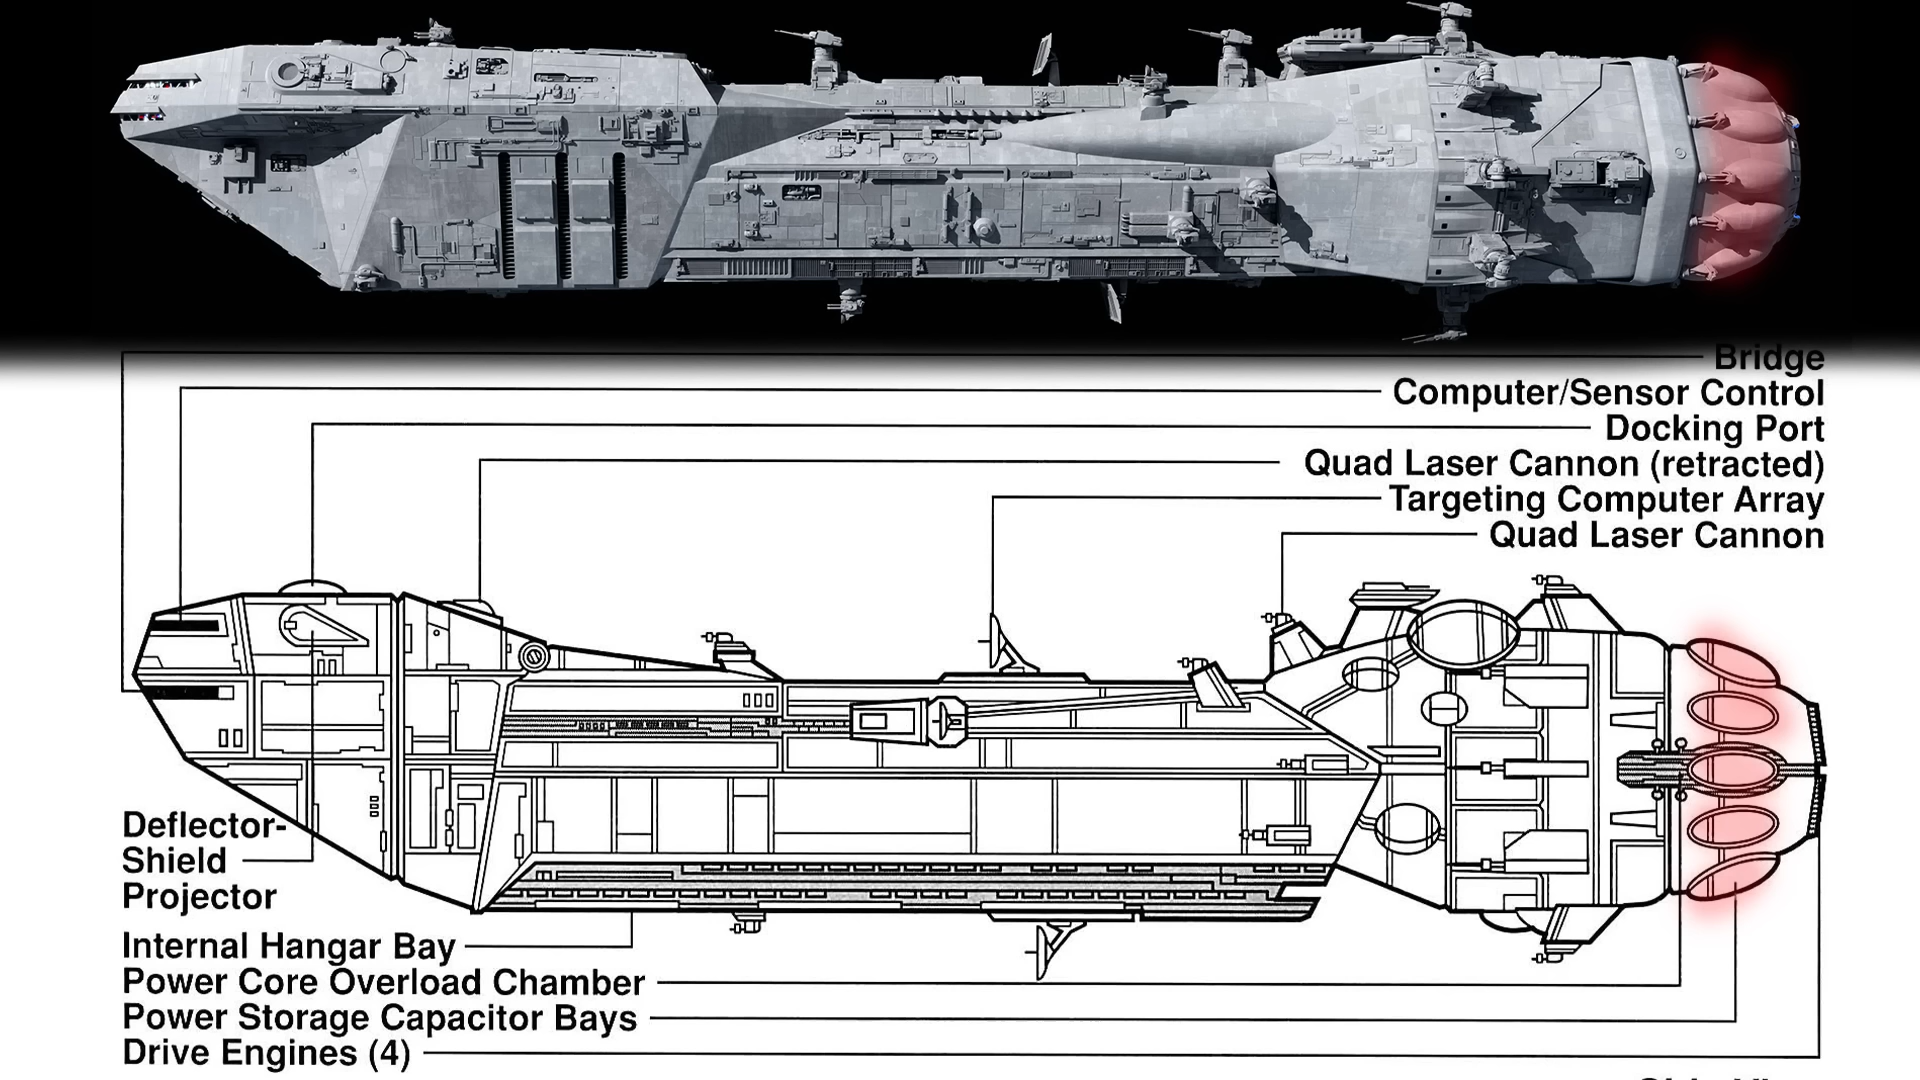 Bridge
Computer/Sensor Control
Docking Port
Quad Laser Cannon (retracted)
Targeting Computer Array
Quad Laser Cannon
Deflector-
Shield
Projector
Internal Hangar Bay
Power Core Overload Chamber
Power Storage Capacitor Bays
Drive Engines (4)